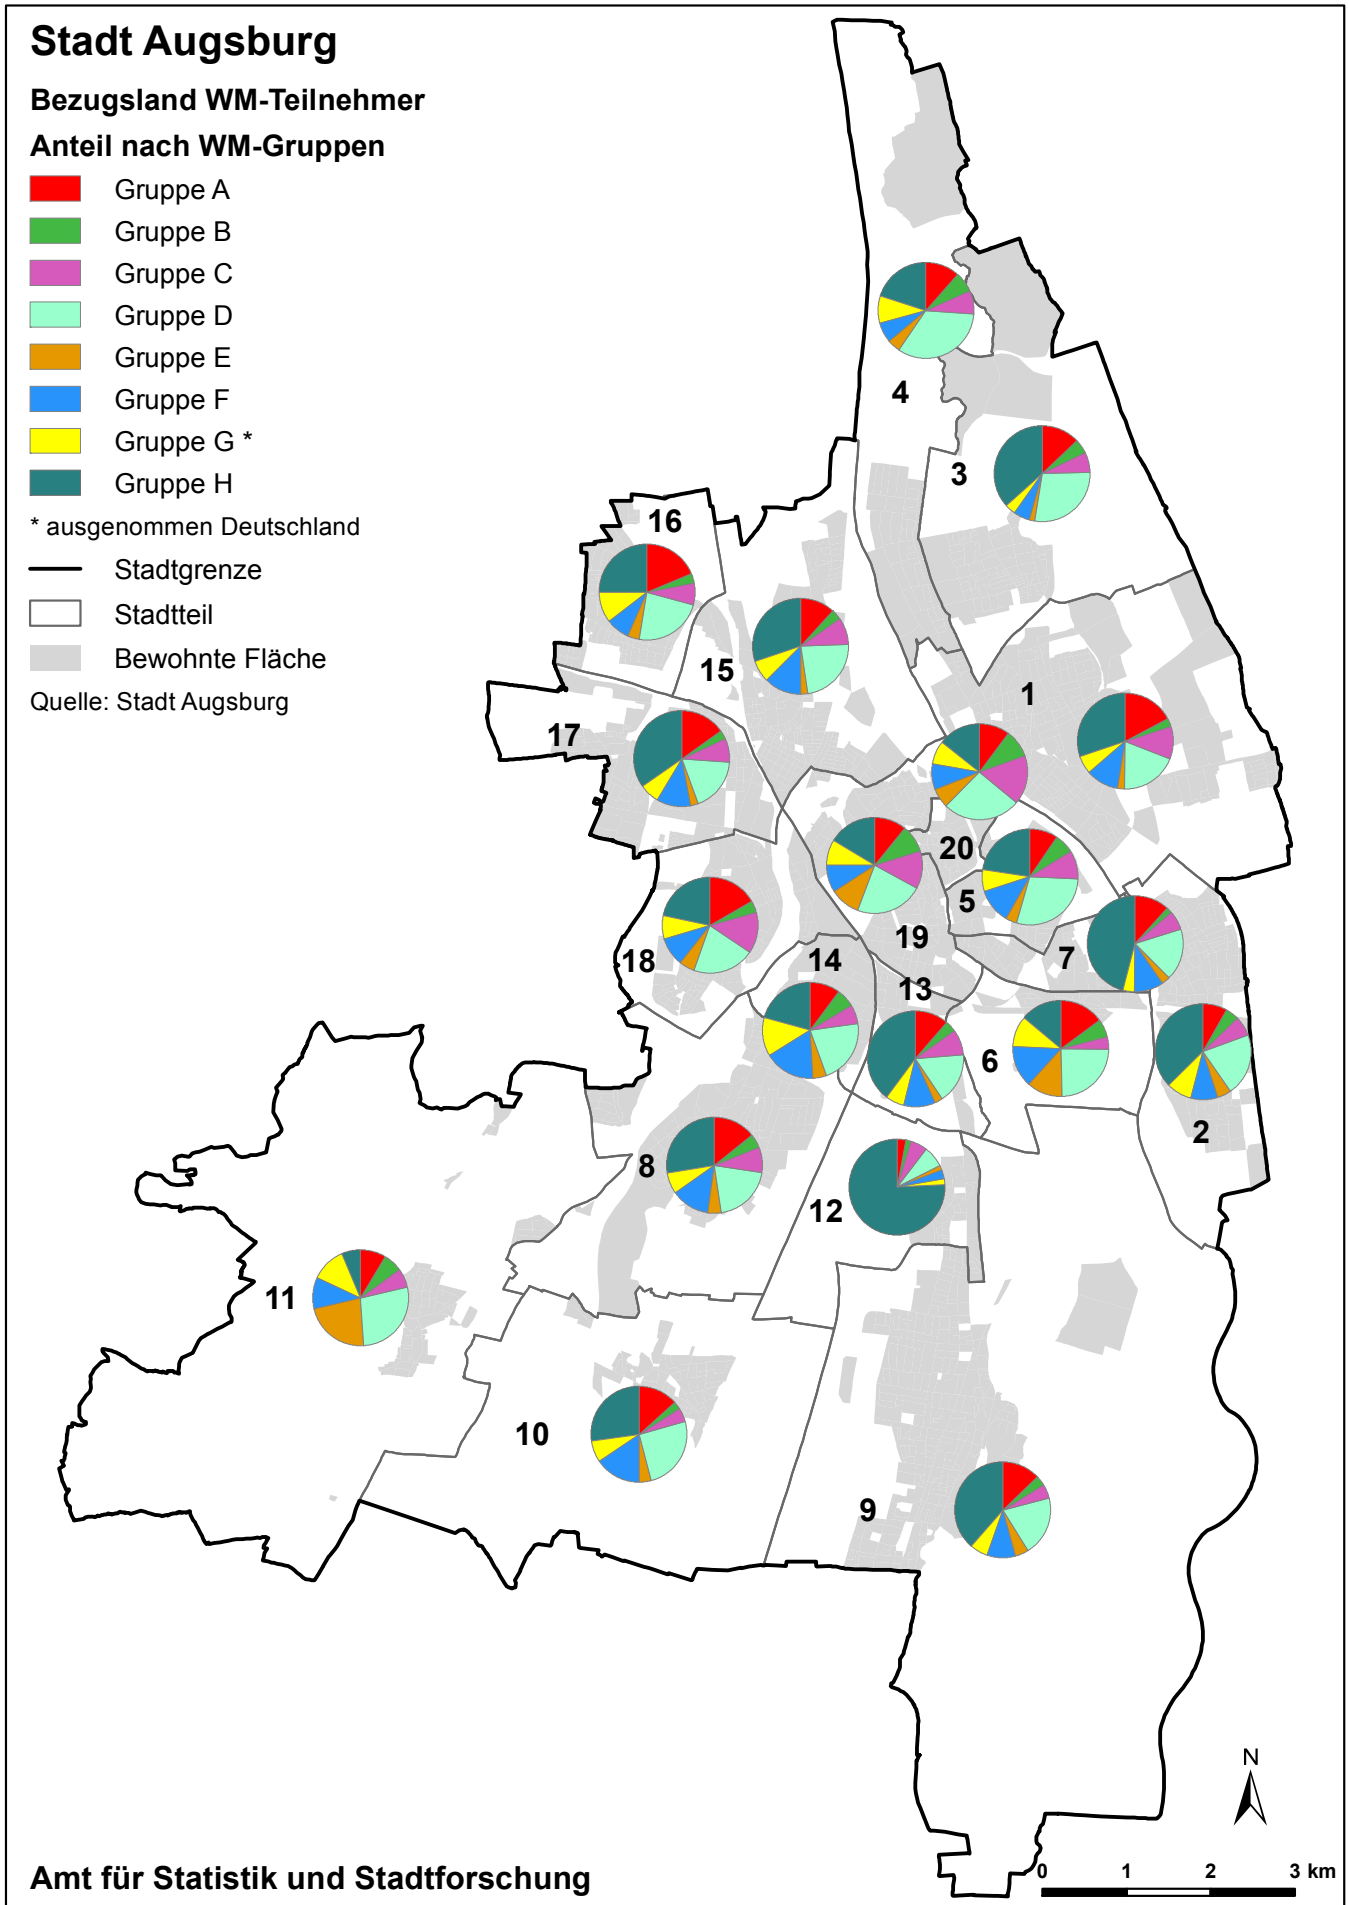 Stadt Augsburg
Bezugsland WM-Teilnehmer
Anteil nach WM-Gruppen
Gruppe A
Gruppe B
Gruppe C
Gruppe D
Gruppe E
Gruppe F
Gruppe G *
Gruppe H
* ausgenommen Deutschland
Stadtgrenze
Stadtteil
Bewohnte Fläche
Quelle: Stadt Augsburg
4
3
16
15
1
17
20
5
19
7
18
14
13
6
2
8
12
11
10
9
N
0 1 2 3 km
Amt für Statistik und Stadtforschung